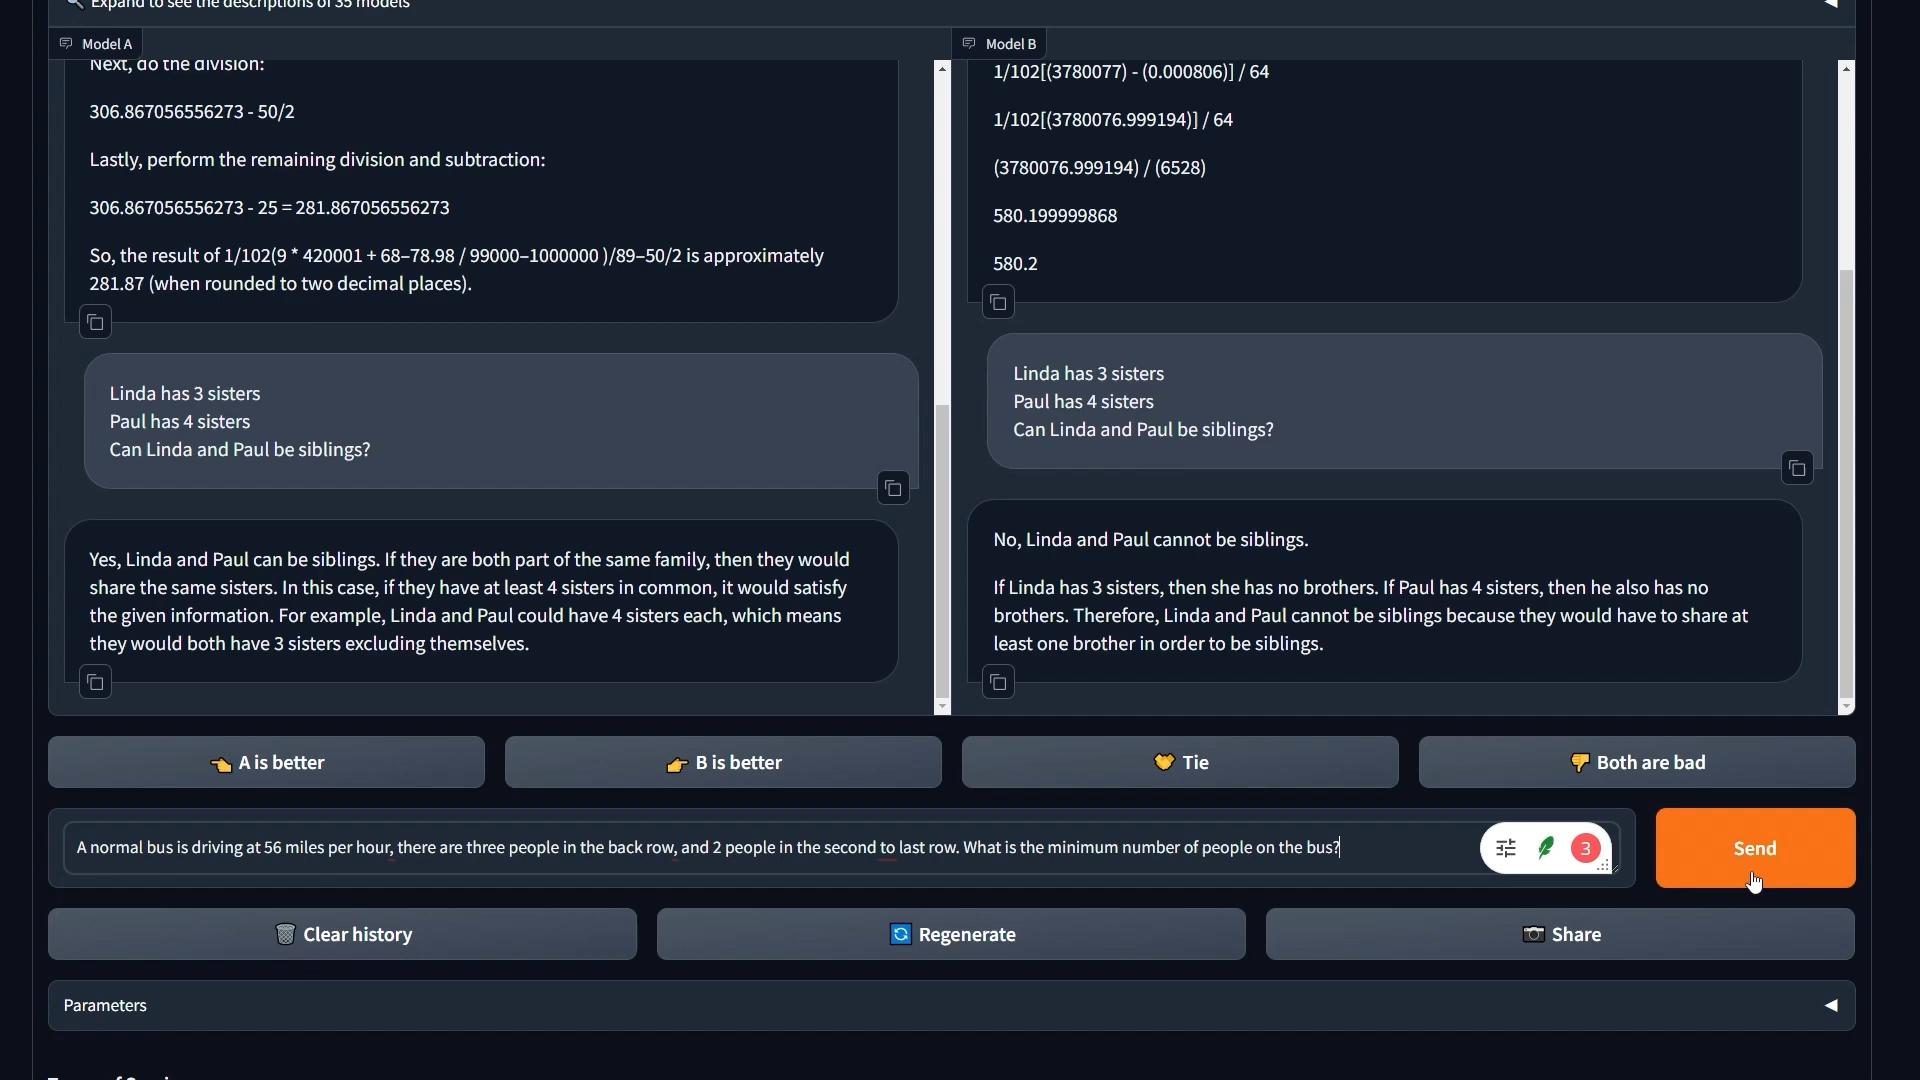 Expand to see the descriptions of 35 models
Model A
Next, do the division:
306.867056556273 - 50/2
Lastly, perform the remaining division and subtraction:
306.867056556273 - 25 = 281.867056556273
So, the result of 1/102(9 * 420001 + 68–78.98 / 99000–1000000 )/89–50/2 is approximately
281.87 (when rounded to two decimal places).
Linda has 3 sisters
Paul has 4 sisters
Can Linda and Paul be siblings?
Yes, Linda and Paul can be siblings. If they are both part of the same family, then they would
share the same sisters. In this case, if they have at least 4 sisters in common, it would satisfy
the given information. For example, Linda and Paul could have 4 sisters each, which means
they would both have 3 sisters excluding themselves.
Model B
1/102[(3780077) - (0.000806)] / 64
1/102[(3780076.999194)] / 64
(3780076.999194) / (6528)
580.199999868
580.2
Linda has 3 sisters
Paul has 4 sisters
Can Linda and Paul be siblings?
No, Linda and Paul cannot be siblings.
If Linda has 3 sisters, then she has no brothers. If Paul has 4 sisters, then he also has no
brothers. Therefore, Linda and Paul cannot be siblings because they would have to share at
least one brother in order to be siblings.
A is better
B is better
Tie
Both are bad
A normal bus is driving at 56 miles per hour, there are three people in the back row, and 2 people in the second to last row. What is the minimum number of people on the bus?
3
Send
Clear history
Regenerate
Share
Parameters